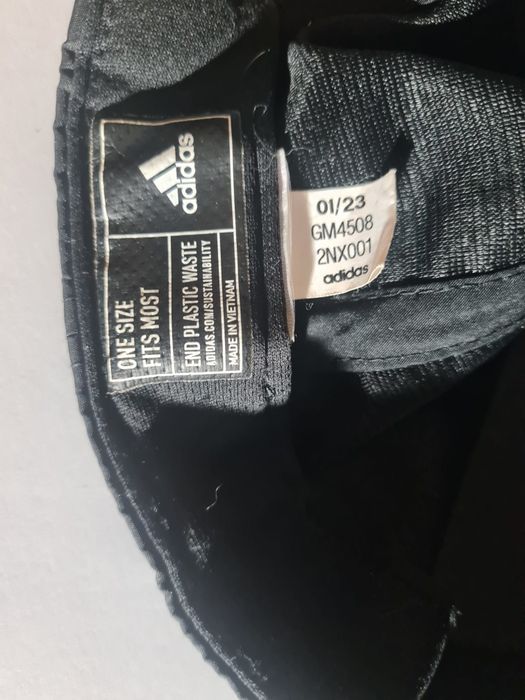 adidas
ONE SIZE
FITS MOST
END PLASTIC WASTE
ADIDAS.COM/SUSTAINABILITY
MADE IN VIETNAM
01/23
GM4508
2NX001
adidas